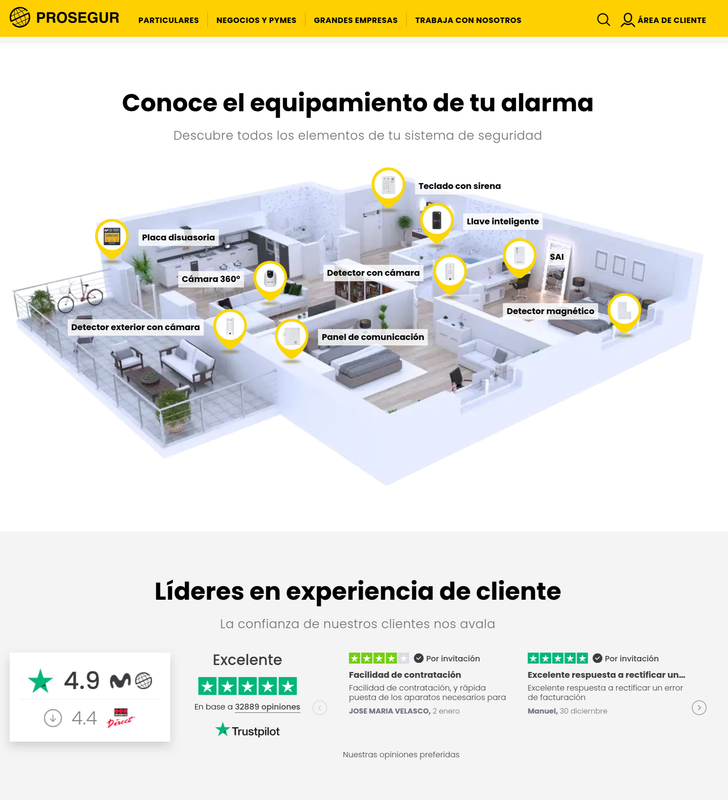 PROSEGUR
PARTICULARES
NEGOCIOS Y PYMES
GRANDES EMPRESAS
TRABAJA CON NOSOTROS
ÁREA DE CLIENTE
Conoce el equipamiento de tu alarma
Descubre todos los elementos de tu sistema de seguridad
Teclado con sirena
Llave inteligente
Placa disuasoria
SAI
Cámara 360º
Detector con cámara
Detector magnético
Detector exterior con cámara
Panel de comunicación
Líderes en experiencia de cliente
La confianza de nuestros clientes nos avala
4.9
4.4
Direct
Excelente
En base a 32889 opiniones
Trustpilot
Por invitación
Facilidad de contratación
Facilidad de contratación, y rápida
puesta de los aparatos necesarios para
JOSE MARIA VELASCO, 2 enero
Por invitación
Excelente respuesta a rectificar un...
Excelente respuesta a rectificar un error
de facturación
Manuel, 30 diciembre
Nuestras opiniones preferidas